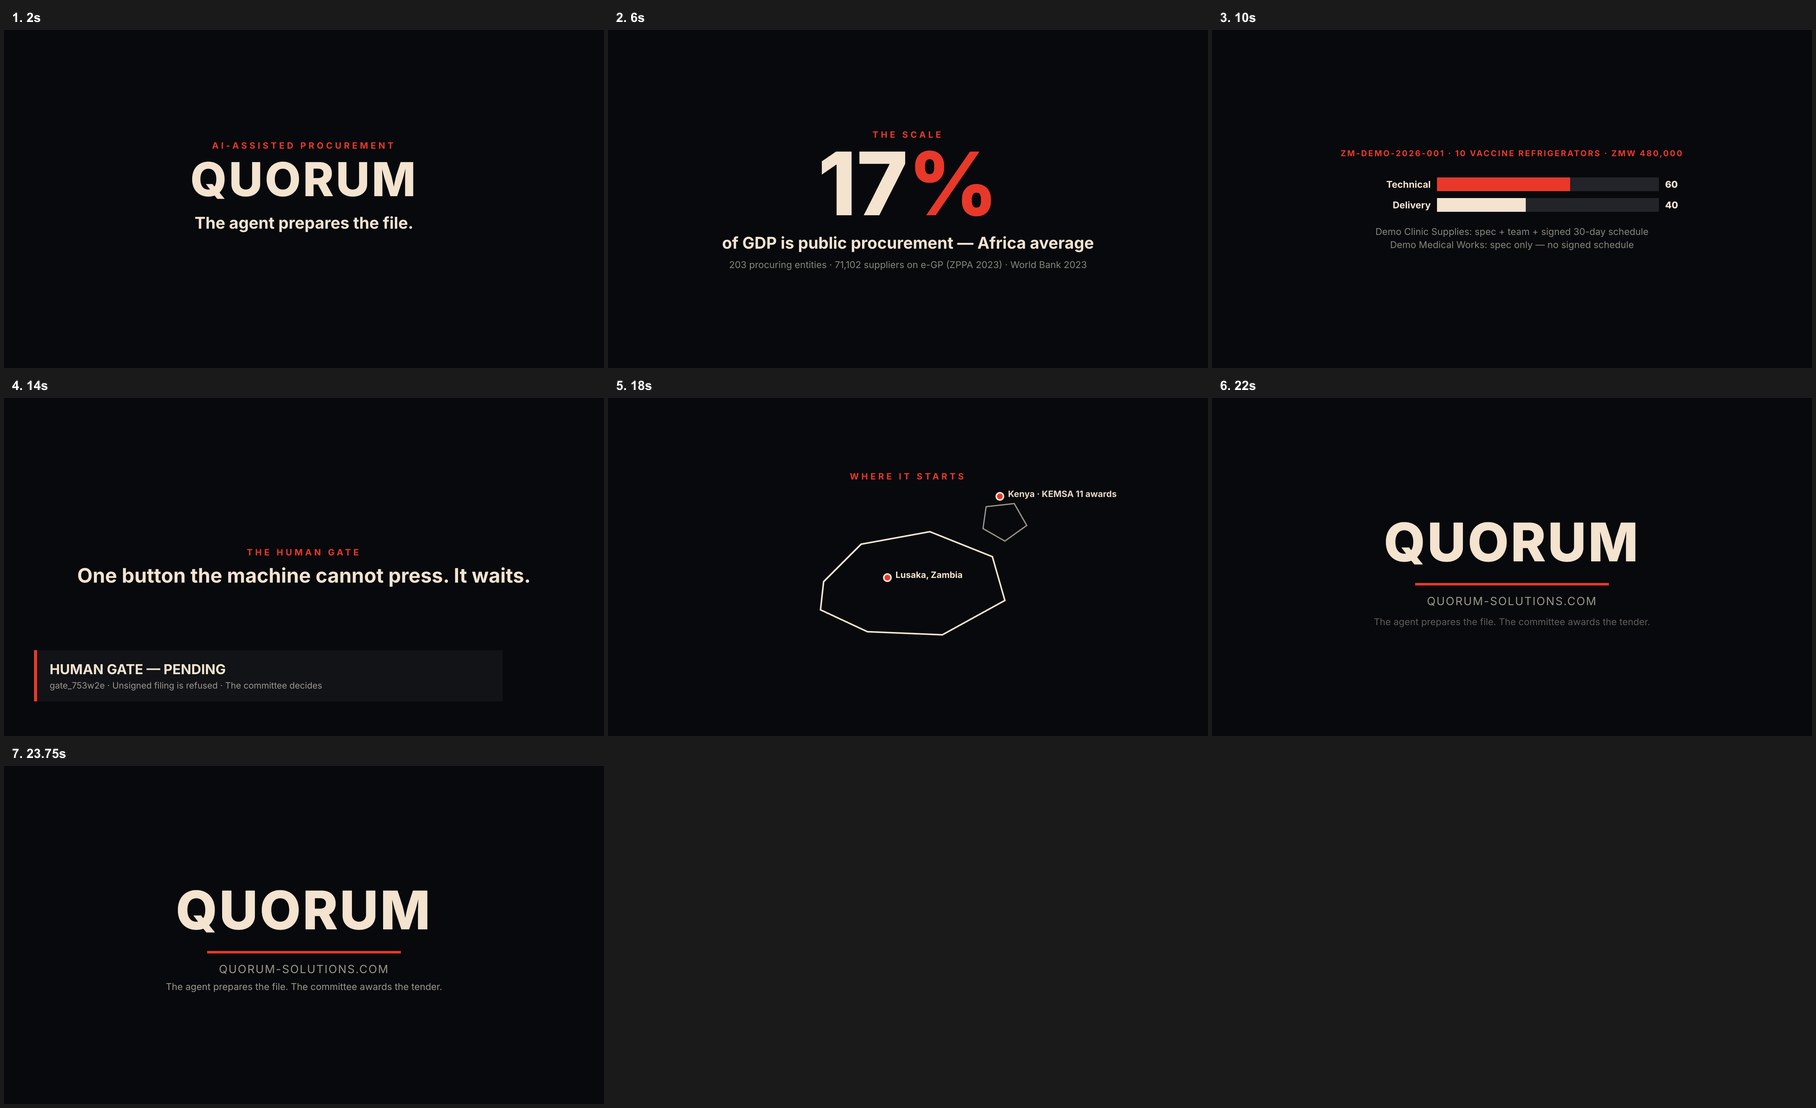 1. 2s
AI-ASSISTED PROCUREMENT
QUORUM
The agent prepares the file.
2. 6s
THE SCALE
17%
of GDP is public procurement — Africa average
203 procuring entities · 71,102 suppliers on e-GP (ZPPA 2023) · World Bank 2023
3. 10s
ZM-DEMO-2026-001 · 10 VACCINE REFRIGERATORS · ZMW 480,000
Technical 60
Delivery 40
Demo Clinic Supplies: spec + team + signed 30-day schedule
Demo Medical Works: spec only — no signed schedule
4. 14s
THE HUMAN GATE
One button the machine cannot press. It waits.
HUMAN GATE — PENDING
gate_753w2e · Unsigned filing is refused · The committee decides
5. 18s
WHERE IT STARTS
Kenya · KEMSA 11 awards
Lusaka, Zambia
6. 22s
QUORUM
QUORUM-SOLUTIONS.COM
The agent prepares the file. The committee awards the tender.
7. 23.75s
QUORUM
QUORUM-SOLUTIONS.COM
The agent prepares the file. The committee awards the tender.